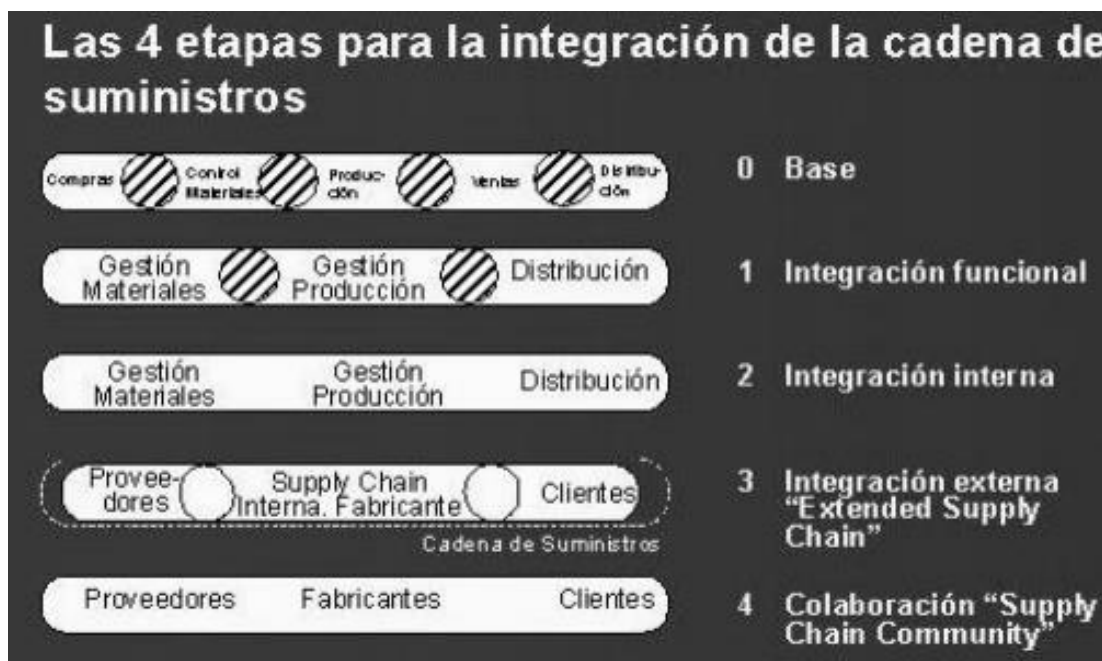 Las 4 etapas para la integración de la cadena de
suministros
Compras
Control
Materiales
Produc-
ción
Ventas
Distribu-
ción
0 Base
Gestión
Materiales
Gestión
Producción
Distribución
1 Integración funcional
Gestión
Materiales
Gestión
Producción
Distribución
2 Integración interna
Provee-
dores
Supply Chain
Interna. Fabricante
Clientes
Cadena de Suministros
3 Integración externa
“Extended Supply
Chain”
Proveedores
Fabricantes
Clientes
4 Colaboración “Supply
Chain Community”